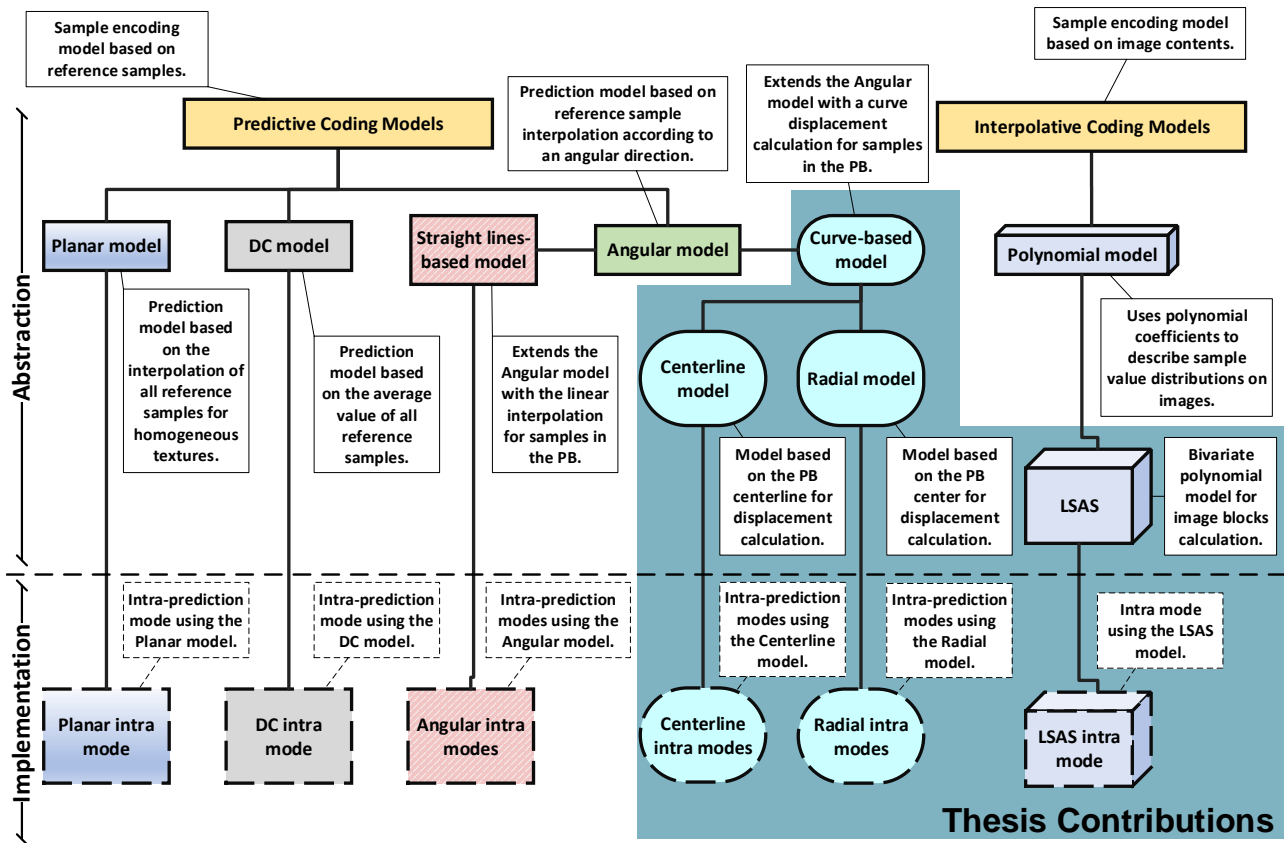 Sample encoding
model based on
reference samples.
Sample encoding model
based on image contents.
Prediction model based on
reference sample
interpolation according to
an angular direction.
Extends the Angular
model with a curve
displacement
calculation for samples
in the PB.
Predictive Coding Models
Interpolative Coding Models
Abstraction
Planar model
DC model
Straight lines-
based model
Angular model
Curve-based
model
Polynomial model
Prediction
model based
on the
interpolation of
all reference
samples for
homogeneous
textures.
Prediction
model based
on the average
value of all
reference
samples.
Extends the
Angular model
with the linear
interpolation
for samples in
the PB.
Centerline
model
Radial model
Uses polynomial
coefficients to
describe sample
value distributions on
images.
Model based
on the PB
centerline for
displacement
calculation.
Model based
on the PB
center for
displacement
calculation.
LSAS
Bivariate
polynomial
model for
image blocks
calculation.
Implementation
Intra-prediction
mode using the
Planar model.
Intra-prediction
mode using the
DC model.
Intra-prediction
modes using the
Angular model.
Intra-prediction
modes using
the Centerline
model.
Intra-prediction
modes using
the Radial
model.
Intra mode
using the LSAS
model.
Planar intra
mode
DC intra
mode
Angular intra
modes
Centerline
intra modes
Radial intra
modes
LSAS intra
mode
Thesis Contributions